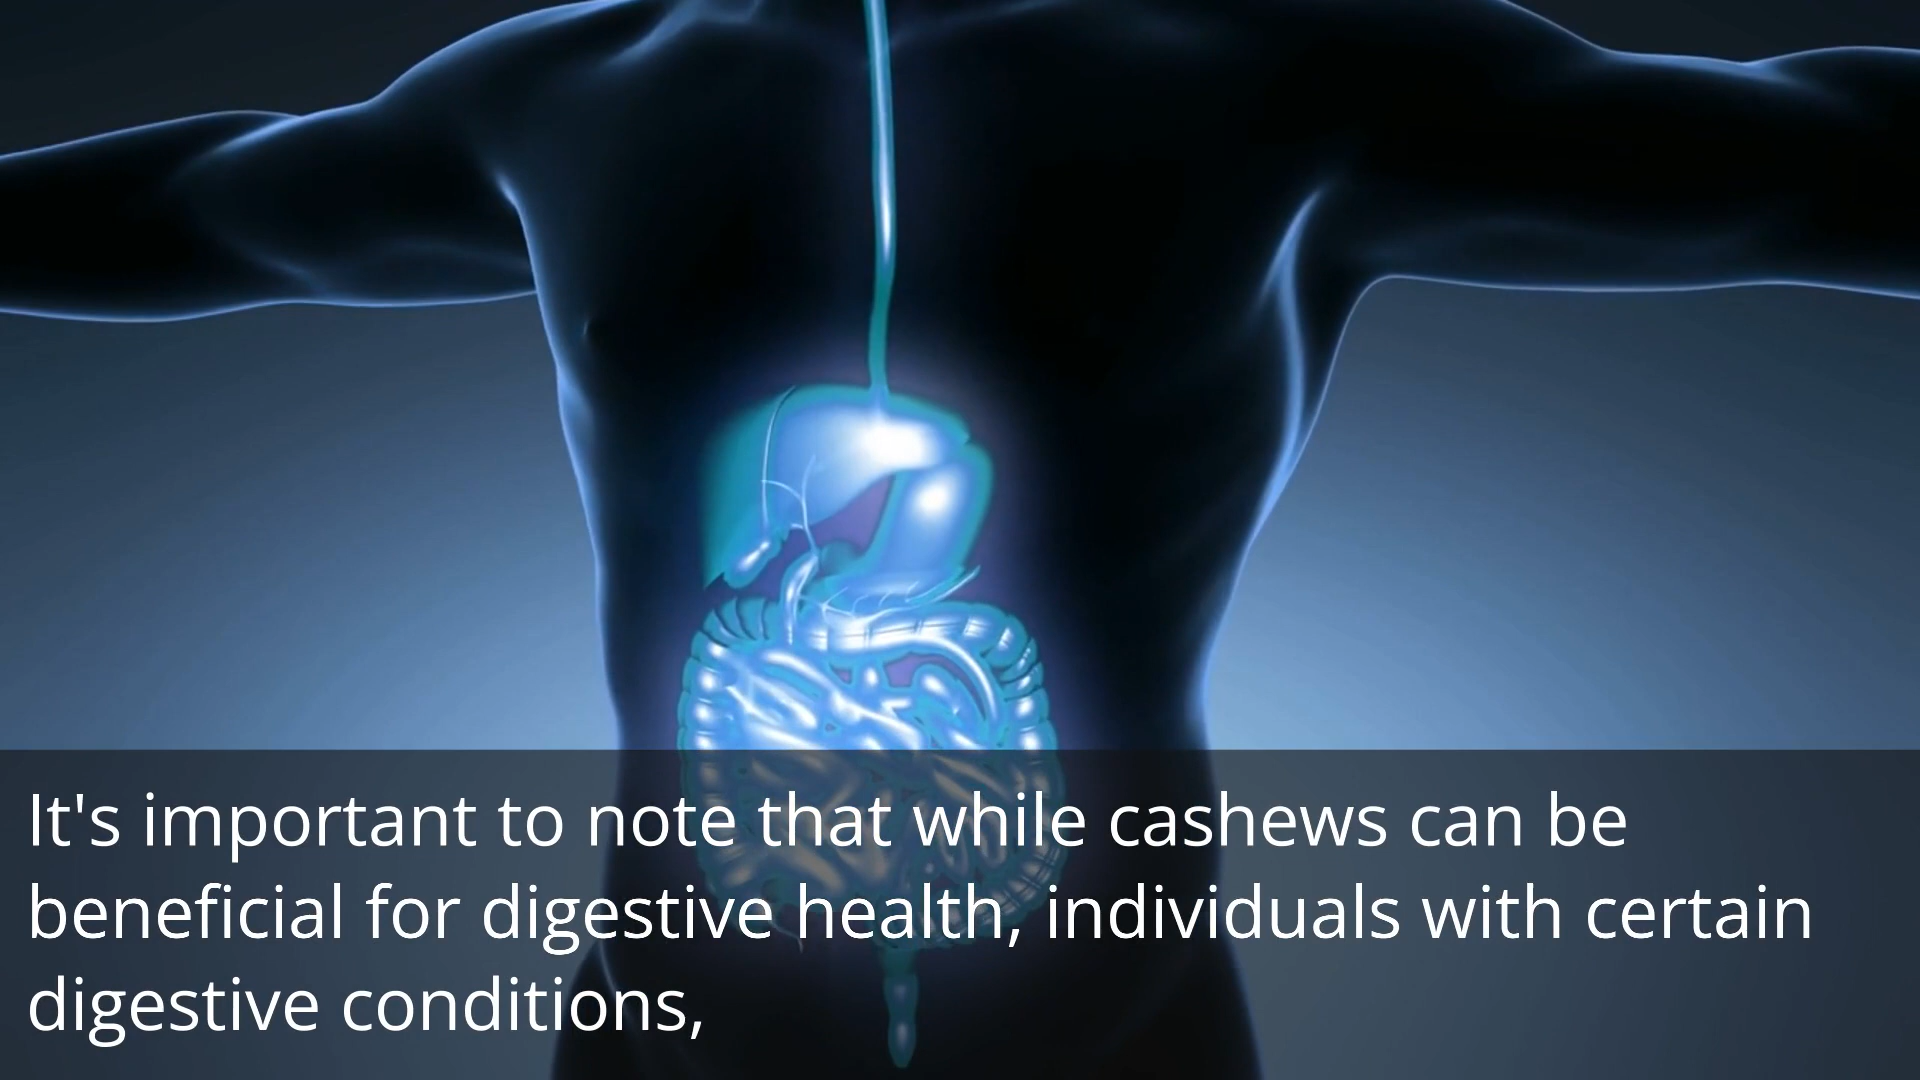 It's important to note that while cashews can be
beneficial for digestive health, individuals with certain
digestive conditions,